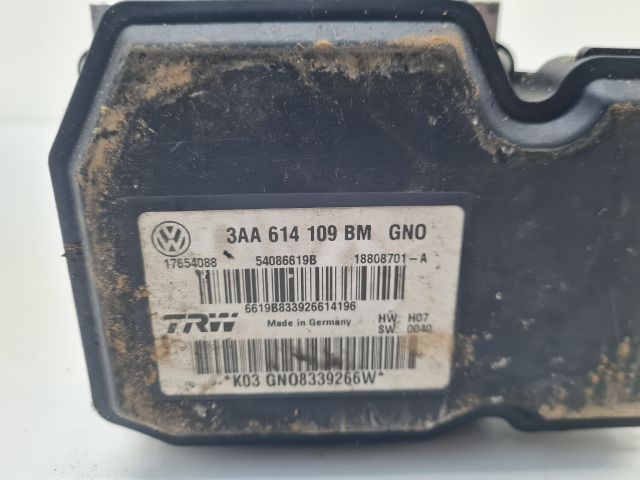 3AA 614 109 BM GNO
17654088 54086619B 18808701-A
6619B833926614196
TRW Made in Germany HW: H07
SW: 0040
*K03 GNO8339266W*